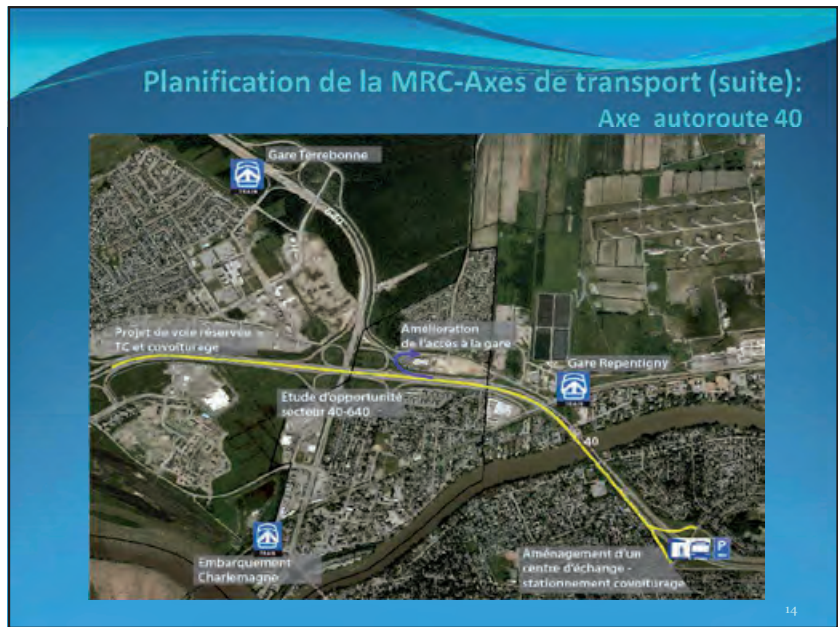 Planification de la MRC-Axes de transport (suite):
Axe autoroute 40
Gare Terrebonne
TRAIN
640
Projet de voie réservée
TC et covoiturage
Amélioration
de l'accès à la gare
Gare Repentigny
TRAIN
Etude d'opportunité
secteur 40-640
40
TRAIN
Embarquement
Charlemagne
P
Aménagement d'un
centre d'échange -
stationnement covoiturage
14